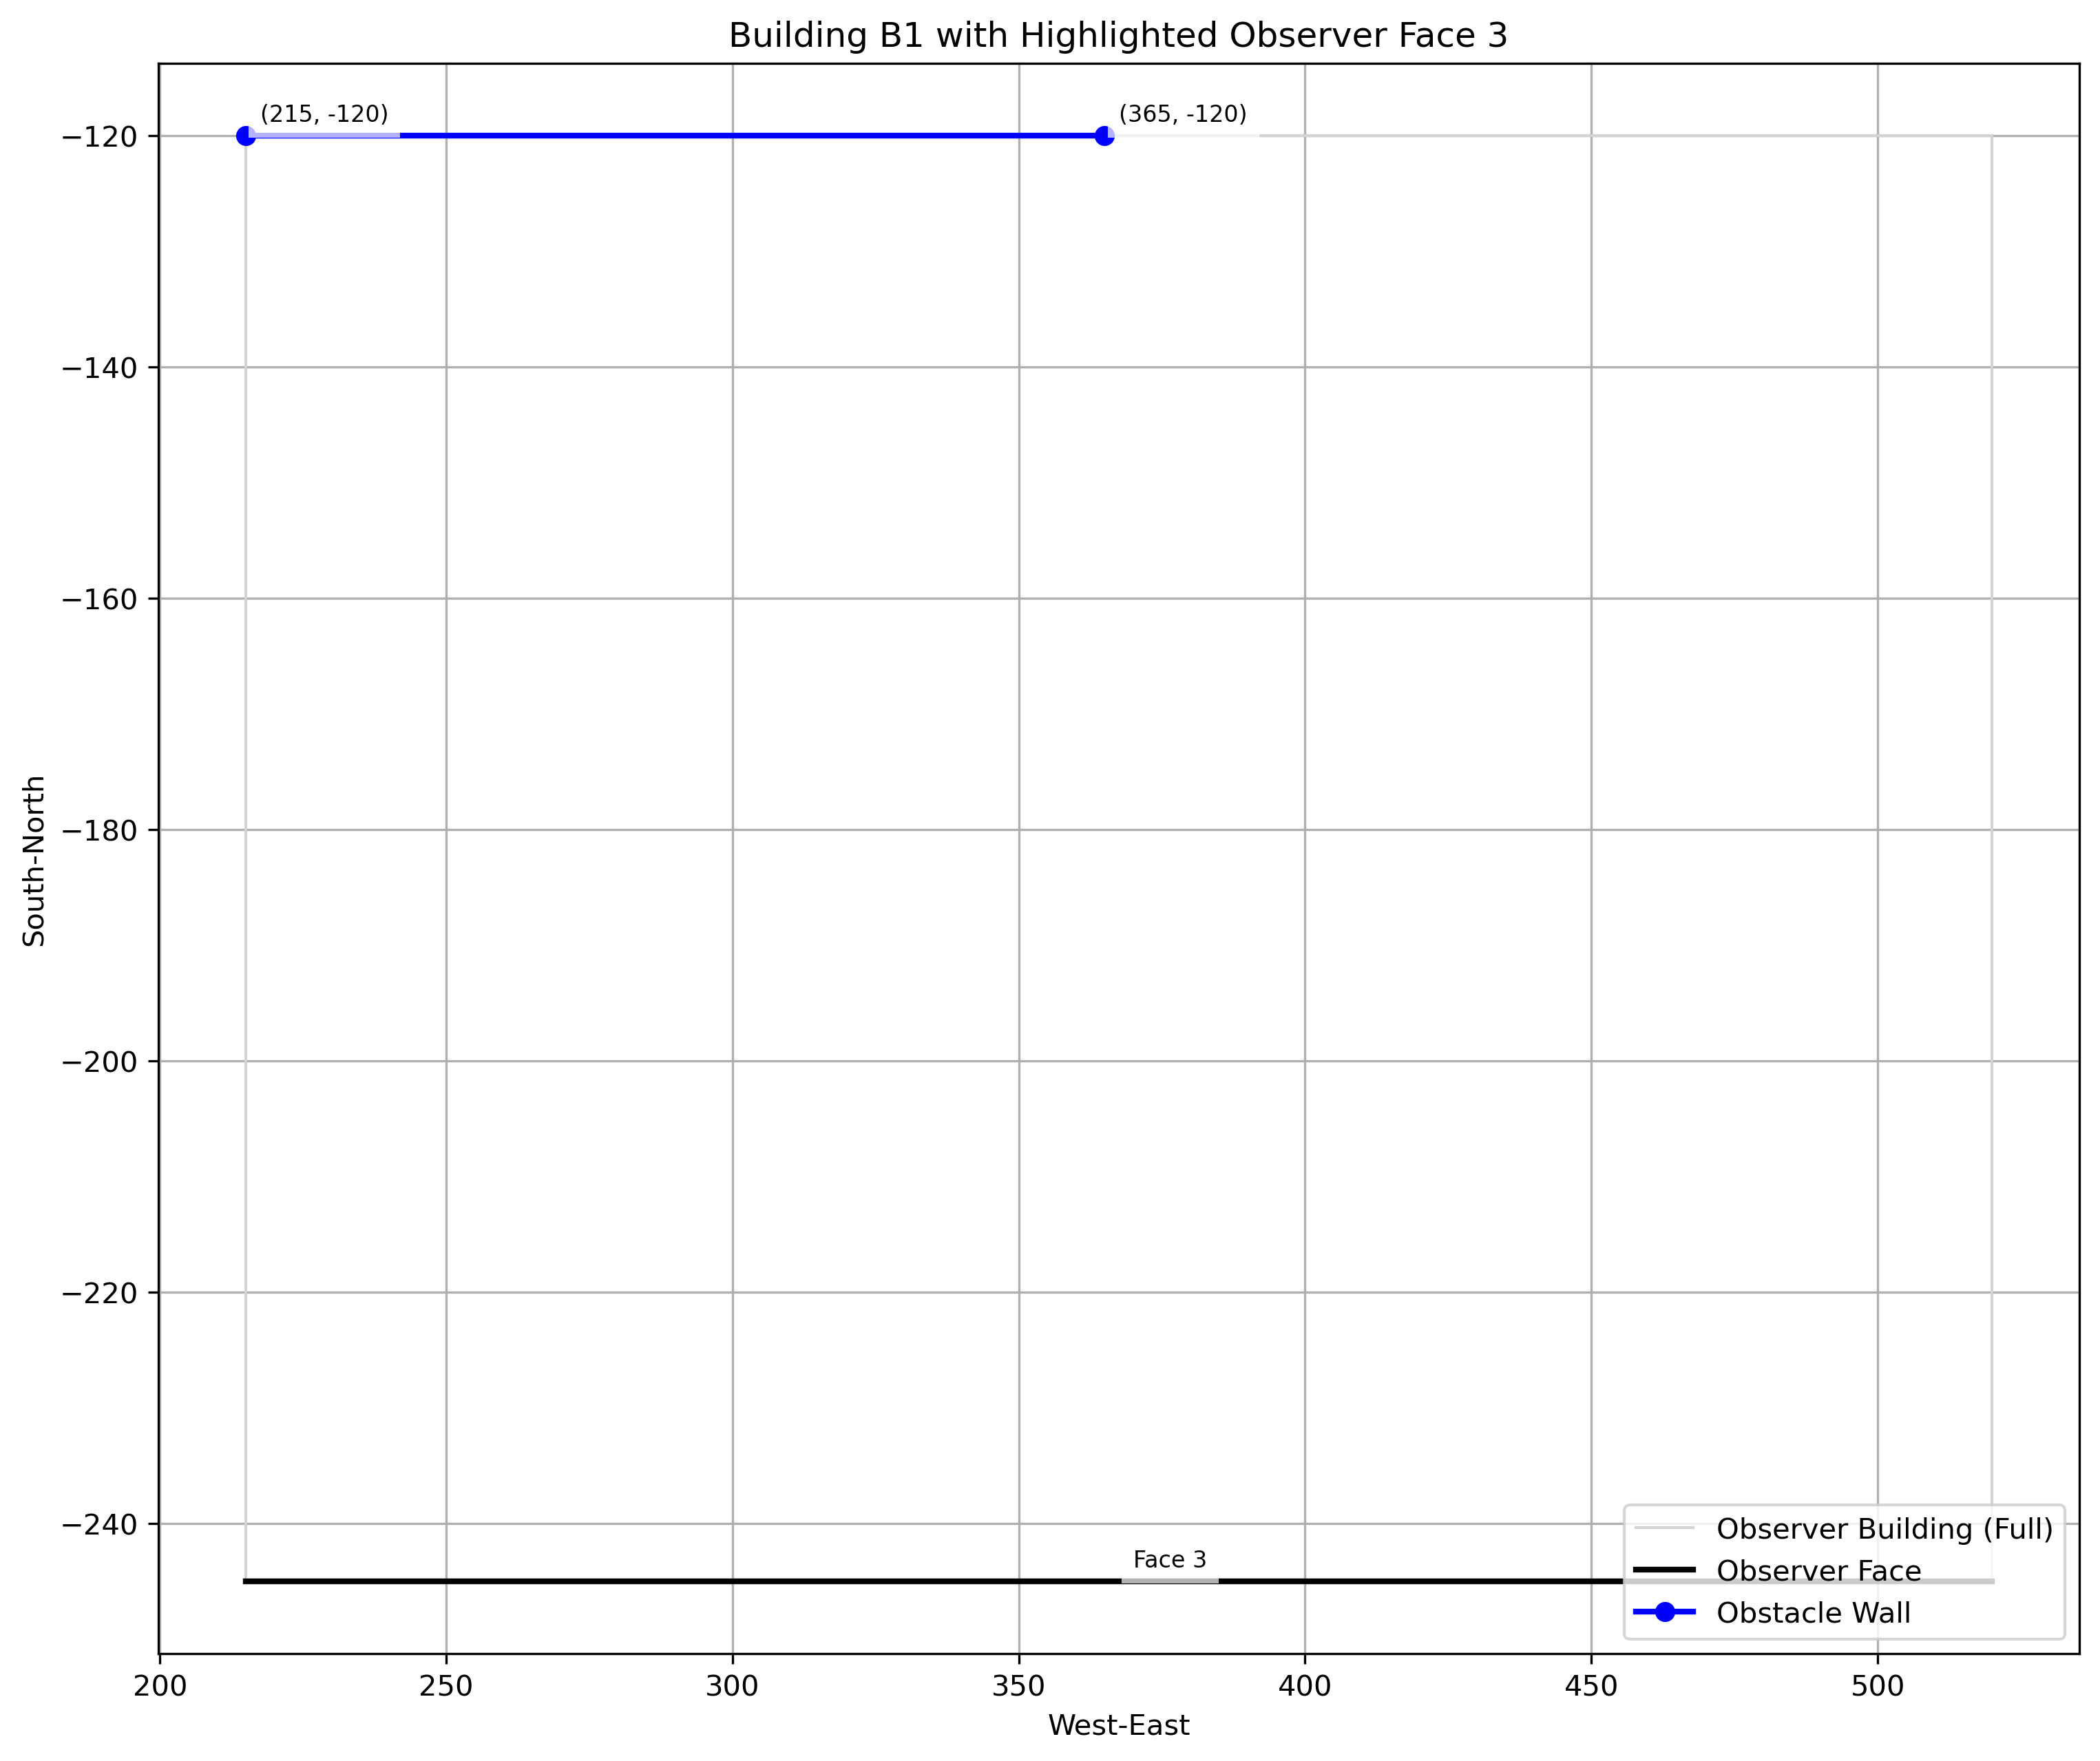 Building B1 with Highlighted Observer Face 3
(215, -120)
(365, -120)
−120
−140
−160
−180
−200
−220
−240
South-North
Face 3
Observer Building (Full)
Observer Face
Obstacle Wall
200
250
300
350
400
450
500
West-East